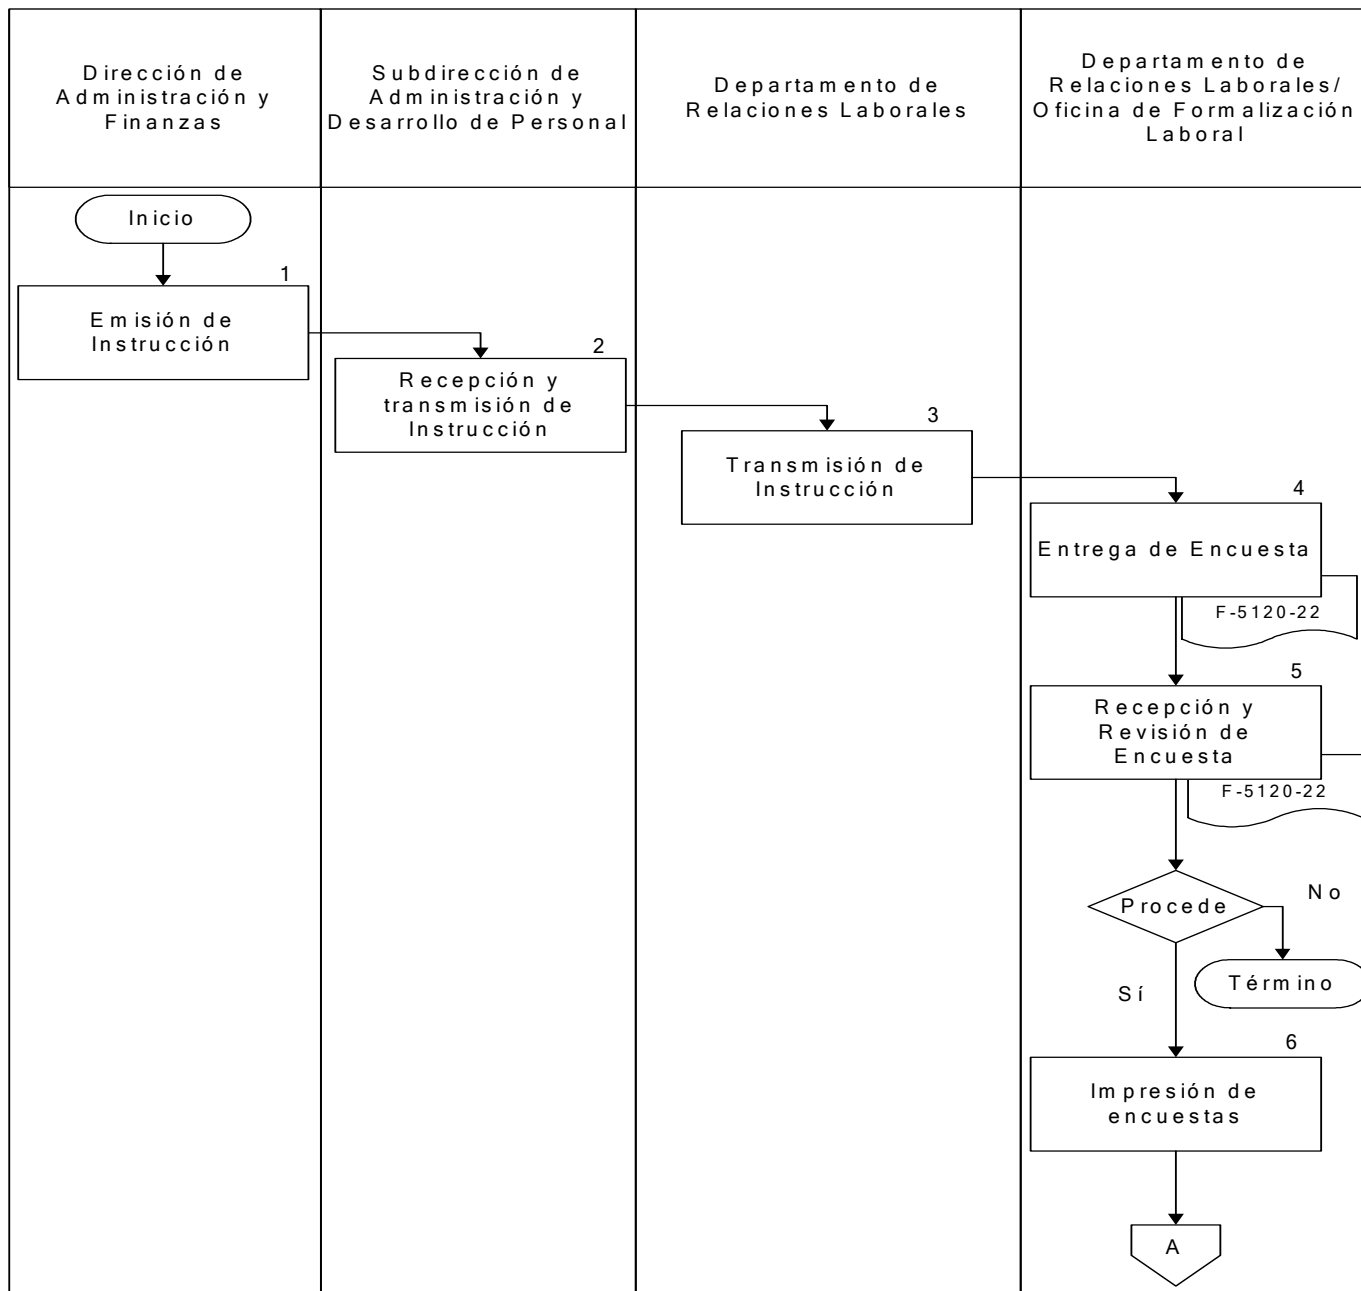 Dirección de
Administración y
Finanzas
Subdirección de
Administración y
Desarrollo de Personal
Departamento de
Relaciones Laborales
Departamento de
Relaciones Laborales/
Oficina de Formalización
Laboral
Inicio
1
Emisión de
Instrucción
2
Recepción y
transmisión de
Instrucción
3
Transmisión de
Instrucción
4
Entrega de Encuesta
F-5120-22
5
Recepción y
Revisión de
Encuesta
F-5120-22
Procede
No
Término
Sí
6
Impresión de
encuestas
A